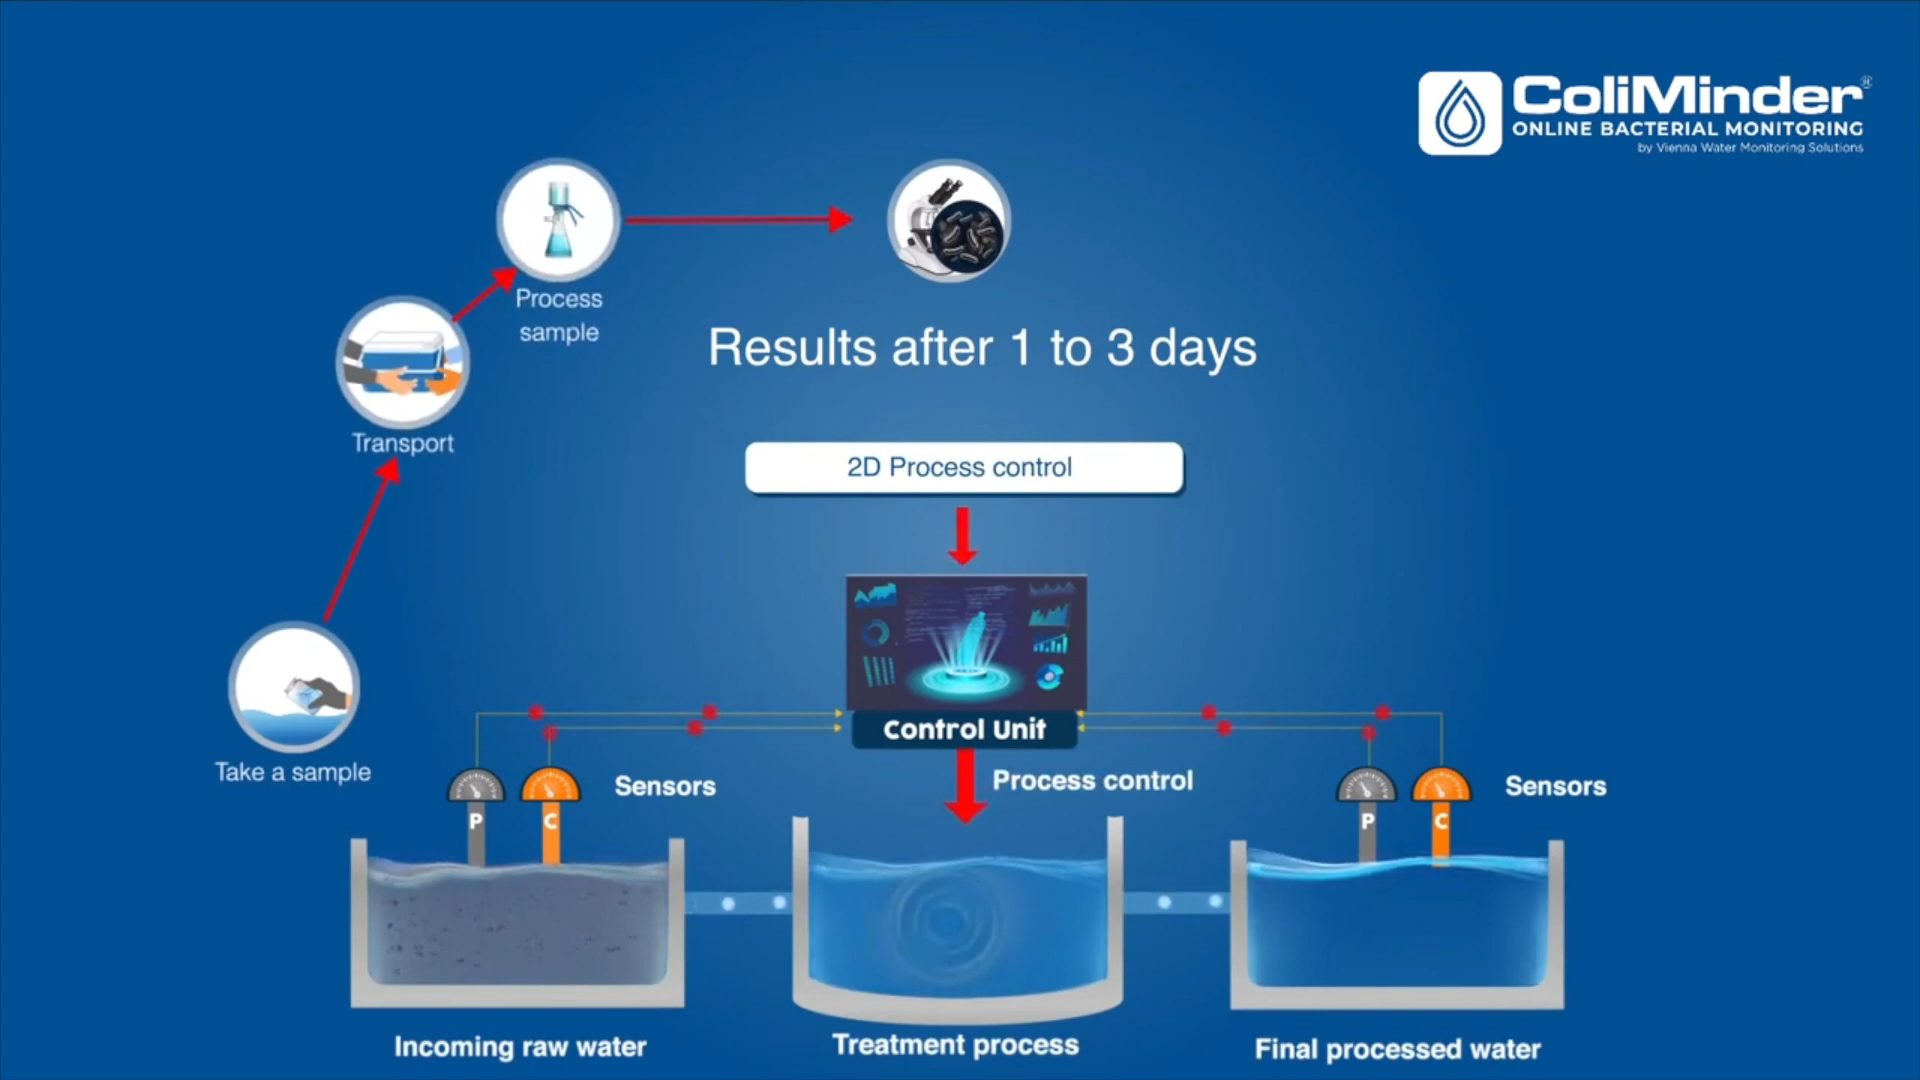 ColiMinder®
ONLINE BACTERIAL MONITORING
by Vienna Water Monitoring Solutions
Process
sample
Results after 1 to 3 days
Transport
2D Process control
Take a sample
Control Unit
Process control
Sensors
Sensors
P
C
P
C
Incoming raw water
Treatment process
Final processed water